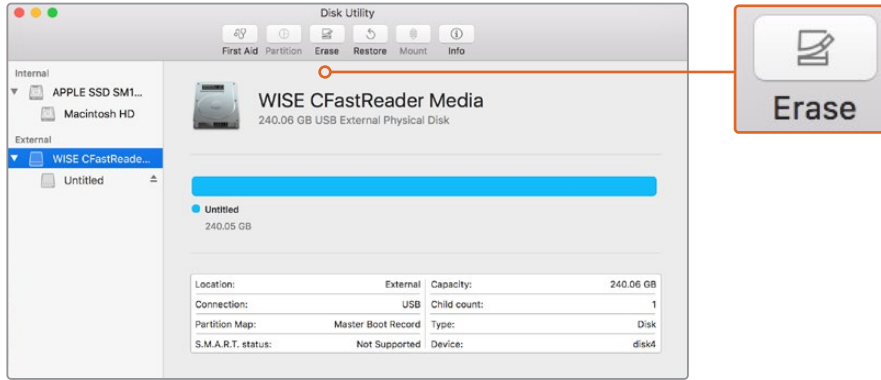 Disk Utility
First Aid Partition Erase Restore Mount Info
Erase
Internal
APPLE SSD SM1...
Macintosh HD
External
WISE CFastReade...
Untitled
WISE CFastReader Media
240.06 GB USB External Physical Disk
Untitled
240.05 GB
Location: External Capacity: 240.06 GB
Connection: USB Child count: 1
Partition Map: Master Boot Record Type: Disk
S.M.A.R.T. status: Not Supported Device: disk4